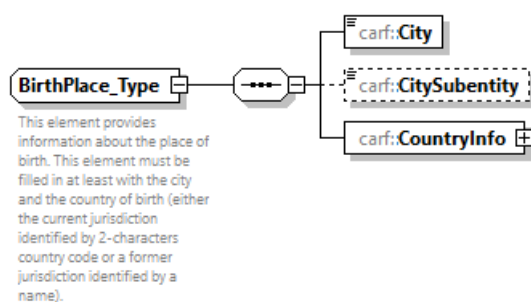 carf::City
BirthPlace_Type
carf::CitySubentity
This element provides
information about the place of
birth. This element must be
filled in at least with the city
and the country of birth (either
the current jurisdiction
identified by 2-characters
country code or a former
jurisdiction identified by a
name).
carf::CountryInfo